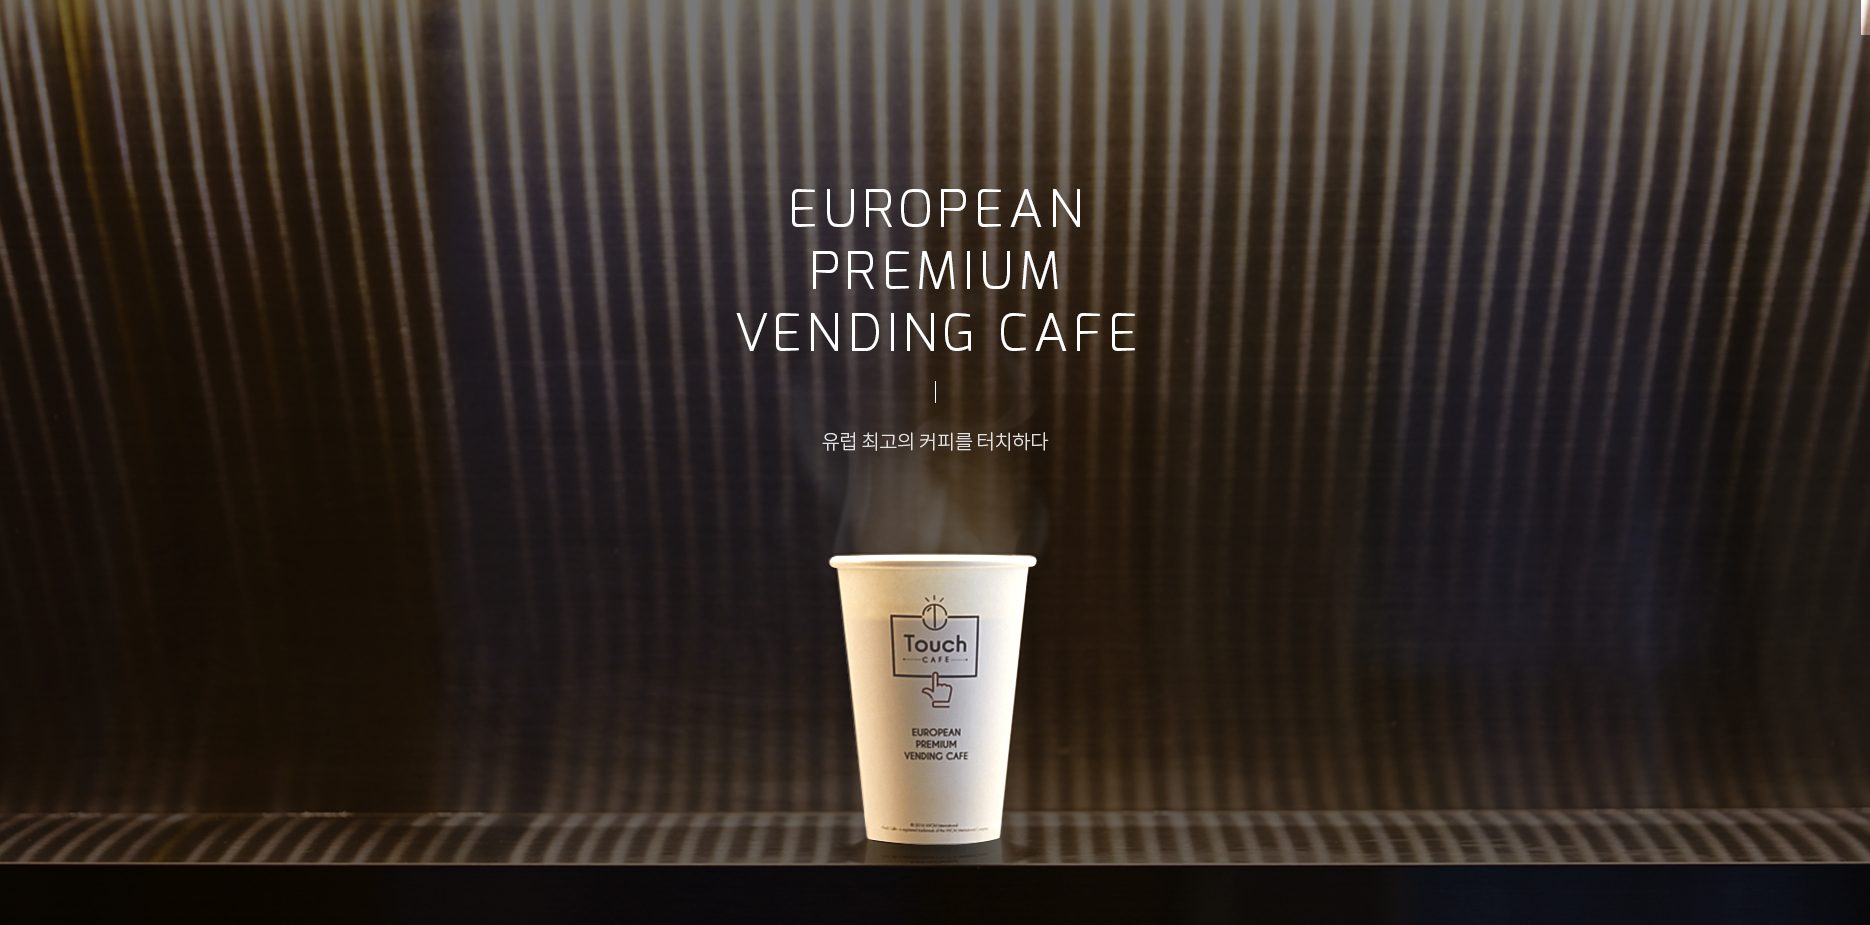 EUROPEAN
PREMIUM
VENDING CAFE
유럽 최고의 커피를 터치하다
Touch
CAFE
EUROPEAN
PREMIUM
VENDING CAFE